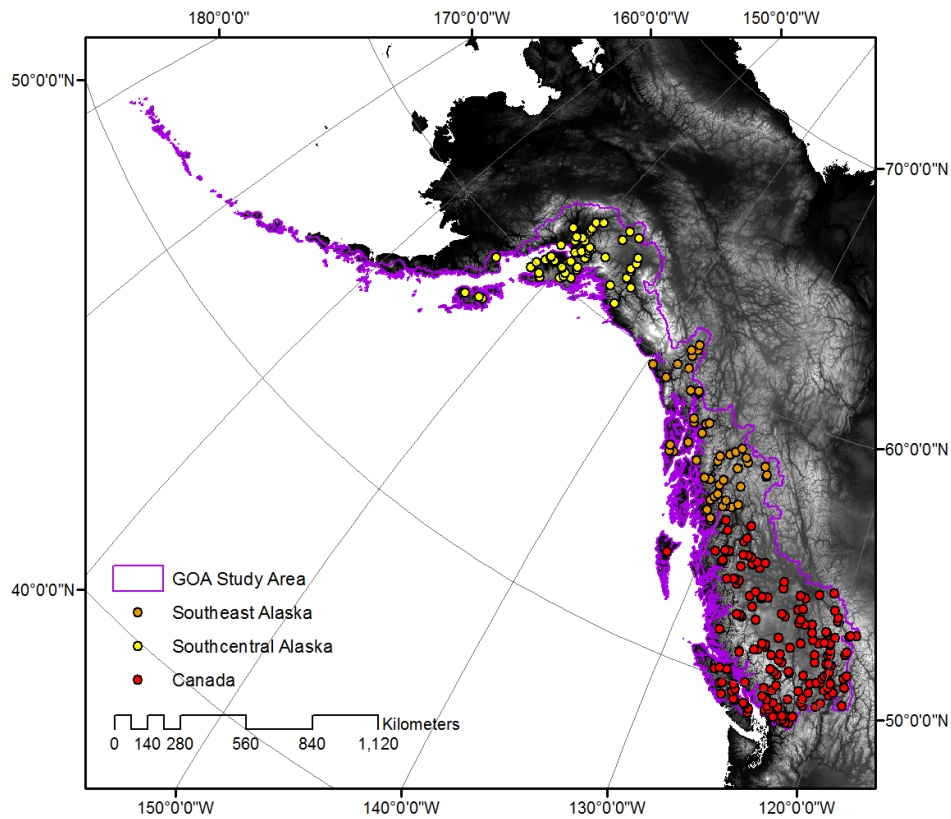 180°0'0"
170°0'0"W
160°0'0"W
150°0'0"W
50°0'0"N
70°0'0"N
60°0'0"N
40°0'0"N
GOA Study Area
Southeast Alaska
Southcentral Alaska
Canada
Kilometers
0 140 280 560 840 1,120
50°0'0"N
150°0'0"W
140°0'0"W
130°0'0"W
120°0'0"W